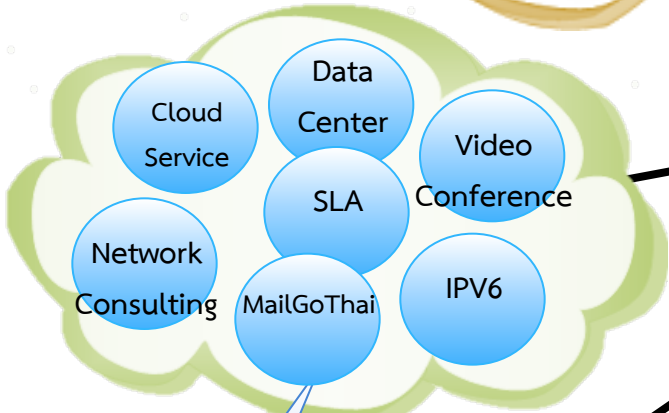 Data
Center
Cloud
Service
Video
Conference
SLA
Network
Consulting
MailGoThai
IPV6